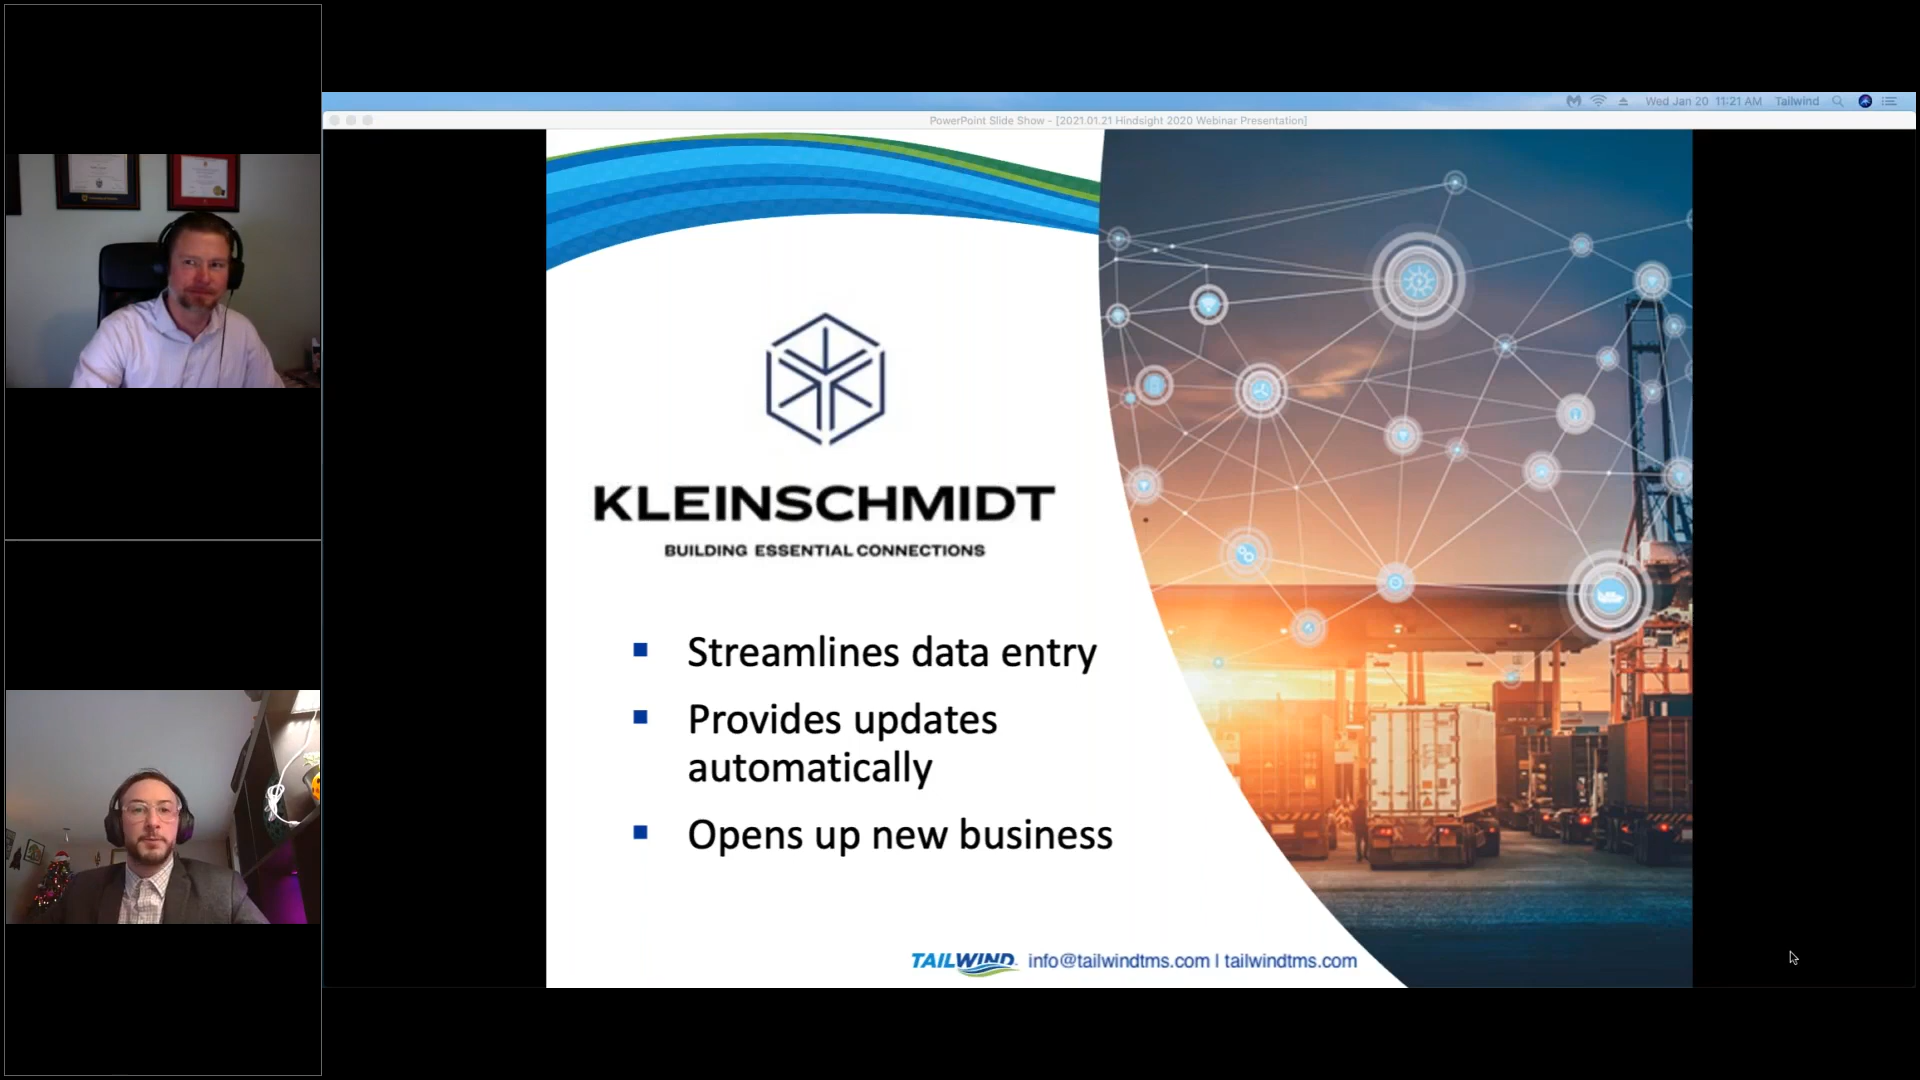 Wed Jan 20 11:21 AM Tailwind
PowerPoint Slide Show - [2021.01.21 Hindsight 2020 Webinar Presentation]
KLEINSCHMIDT
BUILDING ESSENTIAL CONNECTIONS
▪ Streamlines data entry
▪ Provides updates
automatically
▪ Opens up new business
TAILWIND info@tailwindtms.com | tailwindtms.com